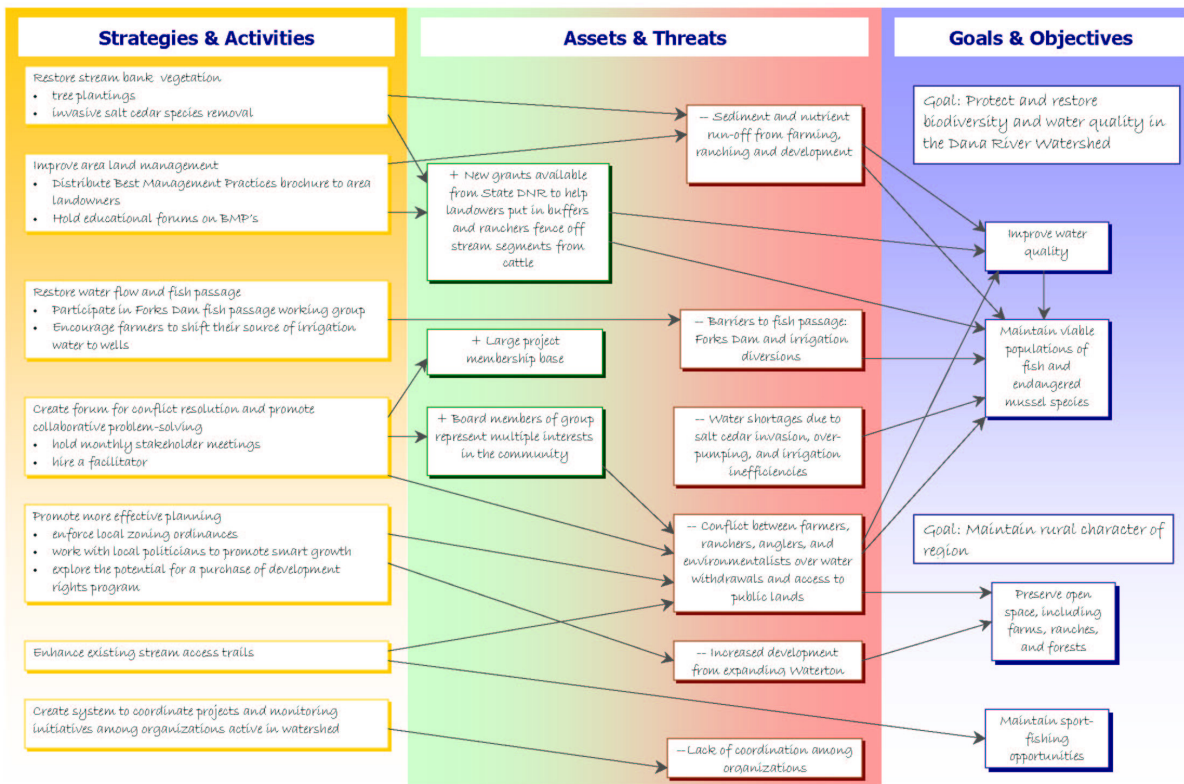 Strategies & Activities
Restore stream bank vegetation
• tree plantings
• invasive salt cedar species removal
Improve area land management
• Distribute Best Management Practices brochure to area
landowners
• Hold educational forums on BMP's
Restore water flow and fish passage
• Participate in Forks Dam fish passage working group
• Encourage farmers to shift their source of irrigation
water to wells
Create forum for conflict resolution and promote
collaborative problem-solving
• hold monthly stakeholder meetings
• hire a facilitator
Promote more effective planning
• enforce local zoning ordinances
• work with local politicians to promote smart growth
• explore the potential for a purchase of development
rights program
Enhance existing stream access trails
Create system to coordinate projects and monitoring
initiatives among organizations active in watershed
Assets & Threats
-- Sediment and nutrient
run-off from farming,
ranching and development
+ New grants available
from State DNR to help
landowers put in buffers
and ranchers fence off
stream segments from
cattle
-- Barriers to fish passage:
Forks Dam and irrigation
diversions
+ Large project
membership base
+ Board members of group
represent multiple interests
in the community
-- Water shortages due to
salt cedar invasion, over-
pumping, and irrigation
inefficiencies
-- Conflict between farmers,
ranchers, anglers, and
environmentalists over water
withdrawals and access to
public lands
-- Increased development
from expanding Waterton
--Lack of coordination among
organizations
Goals & Objectives
Goal: Protect and restore
biodiversity and water quality in
the Dana River Watershed
Improve water
quality
Maintain viable
populations of
fish and
endangered
mussel species
Goal: Maintain rural character of
region
Preserve open
space, including
farms, ranches,
and forests
Maintain sport-
fishing
opportunities